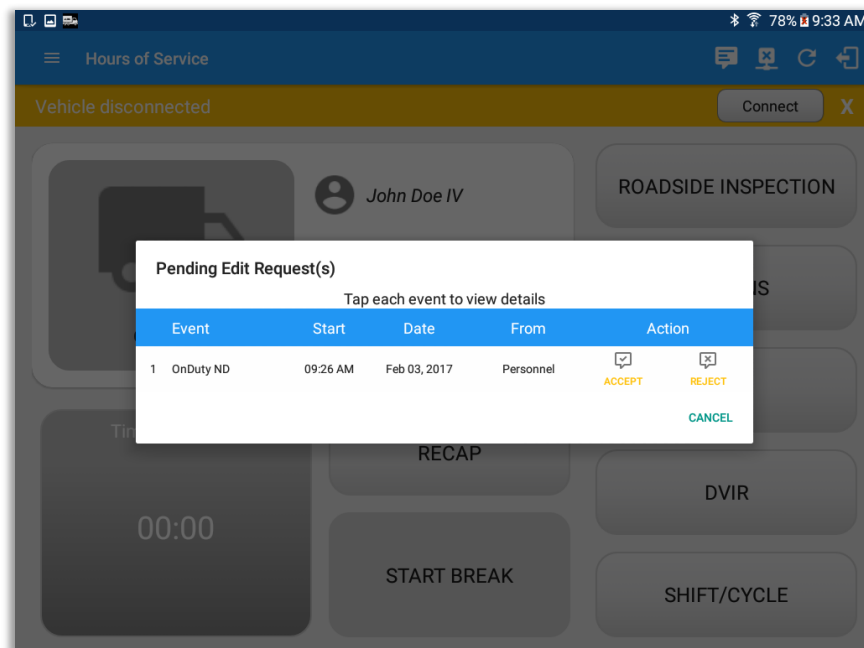 78% 9:33 AM
Hours of Service
Vehicle disconnected
Connect X
John Doe IV
ROADSIDE INSPECTION
Pending Edit Request(s)
Tap each event to view details
Event Start Date From Action
1 OnDuty ND 09:26 AM Feb 03, 2017 Personnel
ACCEPT REJECT
CANCEL
RECAP
DVIR
00:00
START BREAK
SHIFT/CYCLE